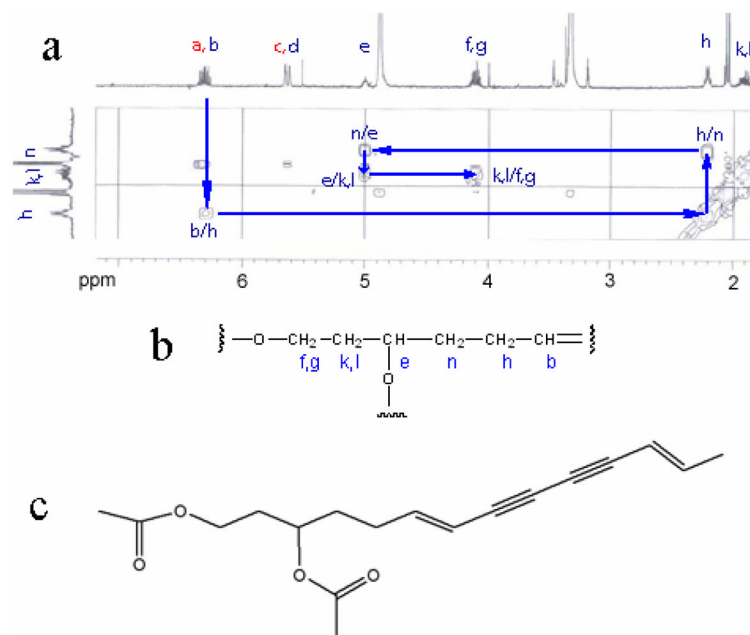 a
a,b c,d e f,g h k,l
n k,l h
n/e h/n
e/k,l k,l/f,g
b/h
ppm 6 5 4 3 2
b
O—CH₂—CH₂—CH—CH₂—CH₂—CH=
f,g k,l e n h b
O
c
O
O
O
O